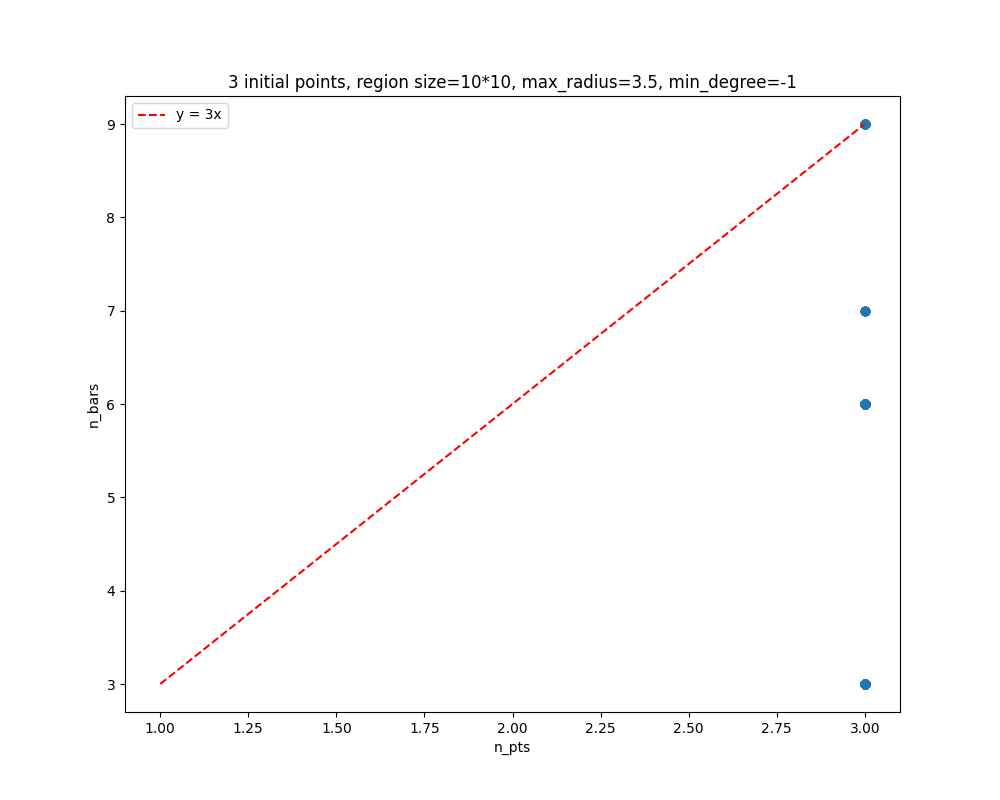 3 initial points, region size=10*10, max_radius=3.5, min_degree=-1
y = 3x
9
8
7
6
5
4
3
n_bars
1.00 1.25 1.50 1.75 2.00 2.25 2.50 2.75 3.00
n_pts